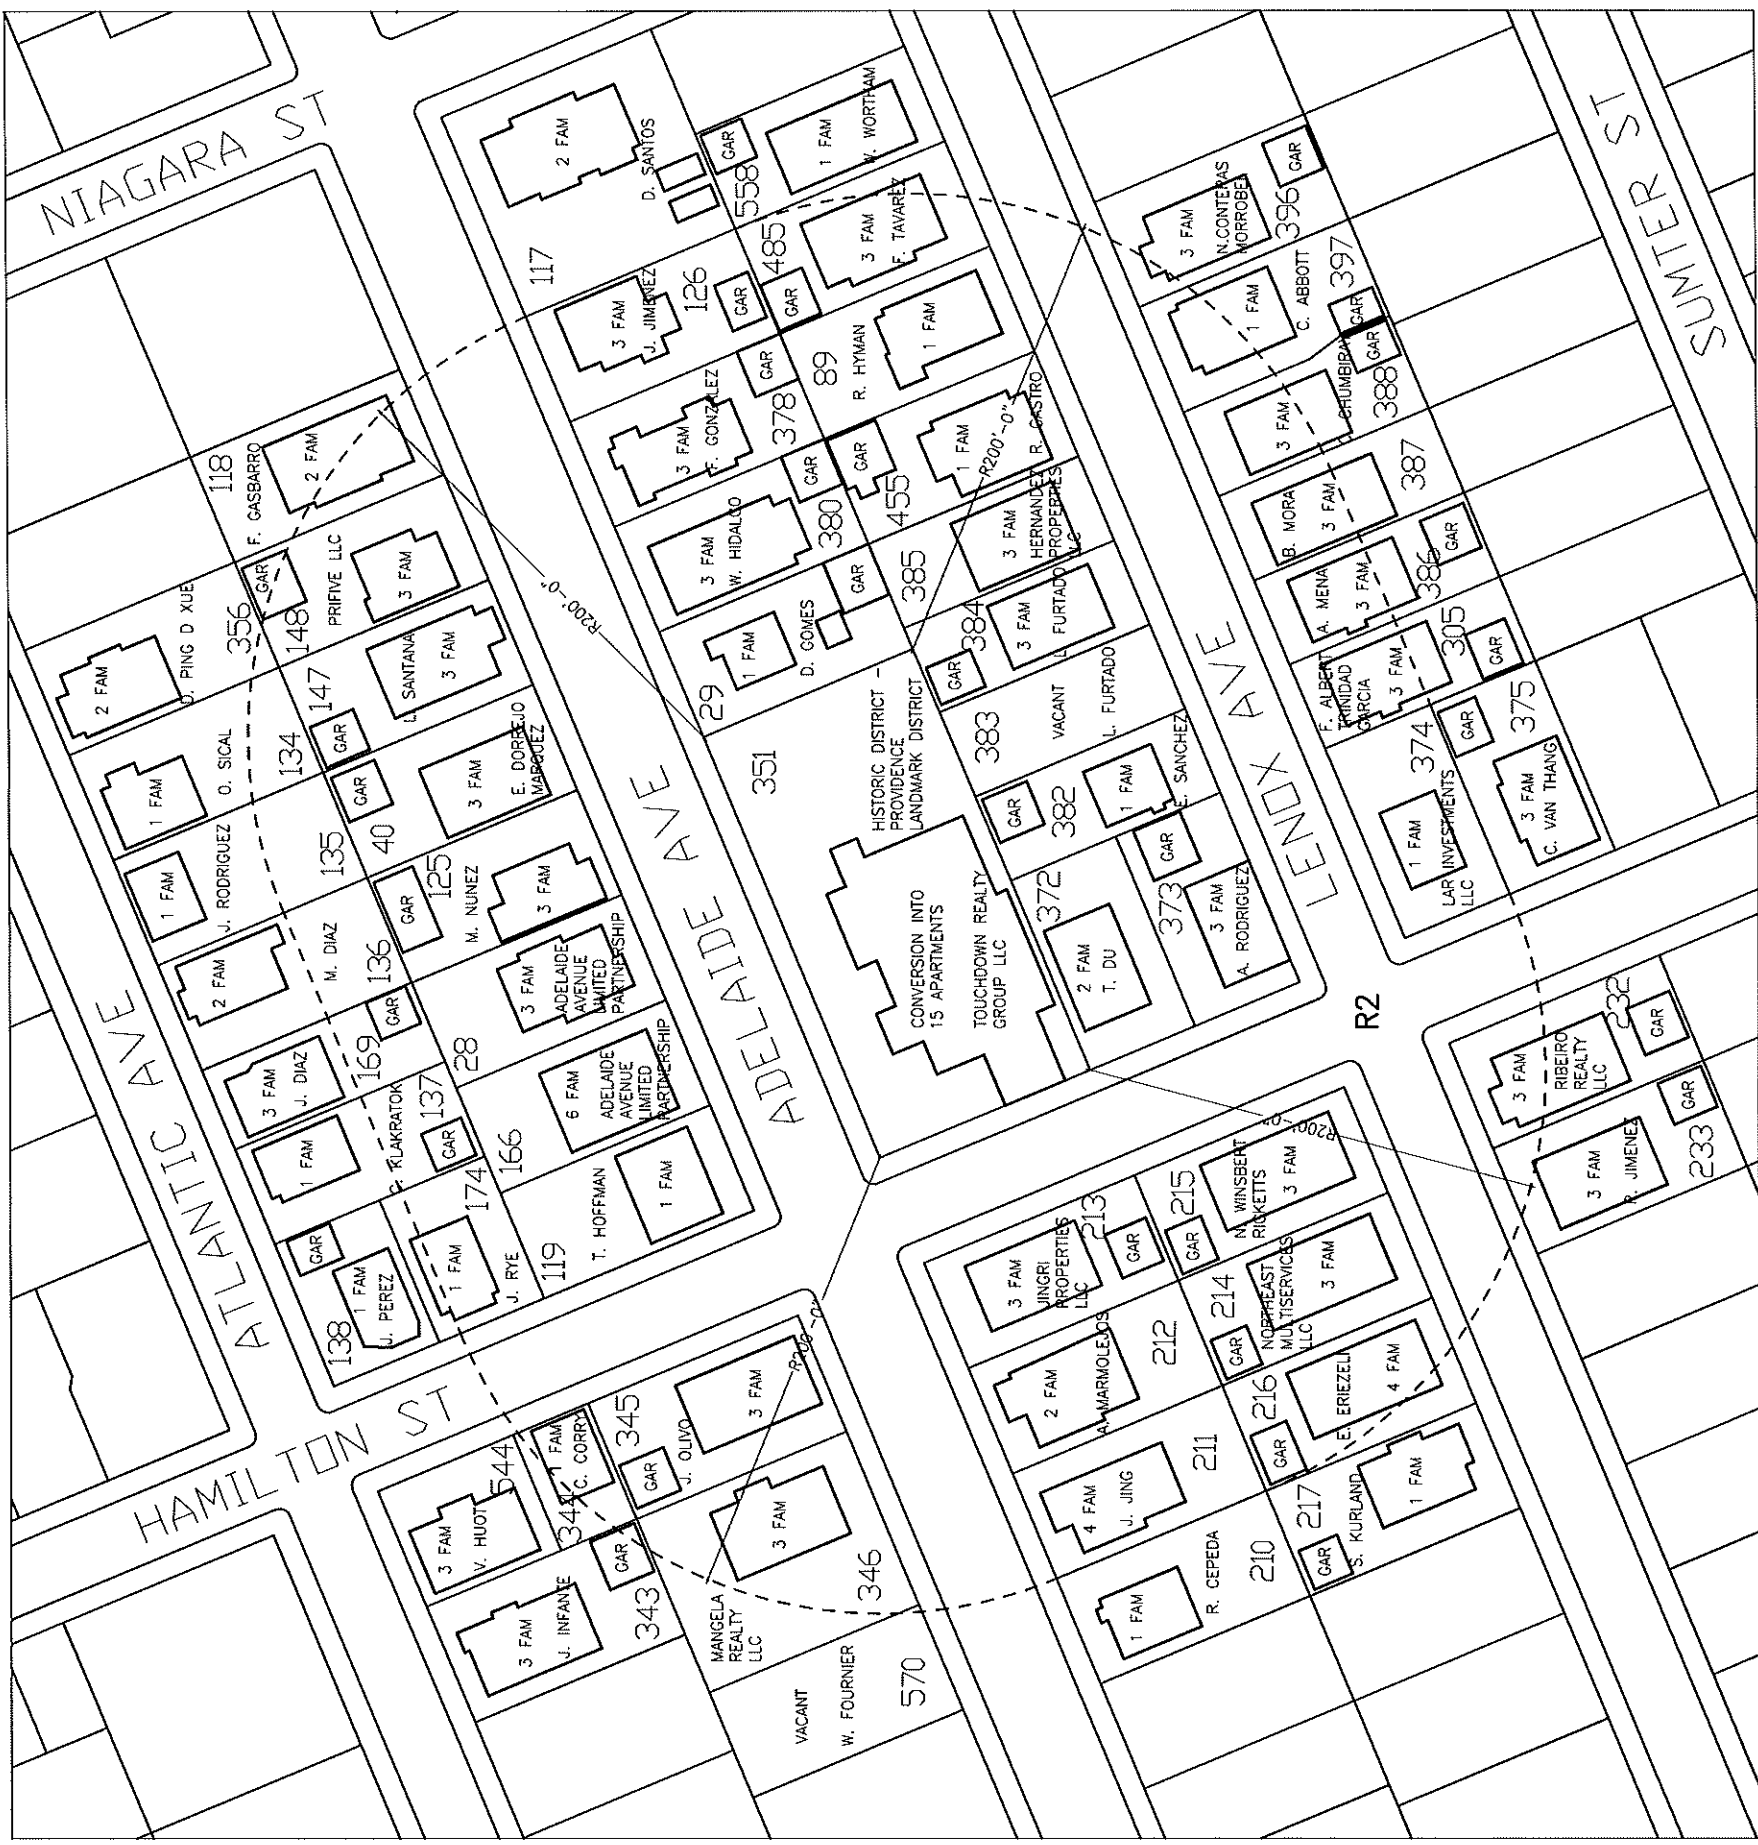 NIAGARA ST
ATLANTIC AVE
HAMILTON ST
ADELAIDE AVE
LENOX AVE
SUMTER ST
R2
2 FAM
D. PING D XUE
356
1 FAM
O. SICAL
134
1 FAM
J. RODRIGUEZ
135
2 FAM
M. DIAZ
136
3 FAM
J. DIAZ
169
GAR
1 FAM
KLAKRATOK
137
GAR
GAR
1 FAM
J. PEREZ
138
1 FAM
J. RYE
174
118
F. GASBARRO
2 FAM
GAR
148
PRIFIVE LLC
3 FAM
147
L. SANTANA
3 FAM
GAR
GAR
40
E. DORREJO
MARQUEZ
3 FAM
GAR
125
M. NUNEZ
3 FAM
28
3 FAM
ADELAIDE
AVENUE
LIMITED
PARTNERSHIP
166
6 FAM
ADELAIDE
AVENUE
LIMITED
PARTNERSHIP
119
T. HOFFMAN
1 FAM
3 FAM
V. HUOT
544
3 FAM
J. INFANTE
343
GAR
1 FAM
C. CORRY
344
345
GAR
J. OLIVO
3 FAM
MANGELA
REALTY
LLC
3 FAM
346
VACANT
W. FOURNIER
570
R200'-0"
R200'-0"
R200'-0"
R200'-0"
117
2 FAM
D. SANTOS
3 FAM
J. JIMENEZ
126
GAR
3 FAM
F. GONZALEZ
378
GAR
3 FAM
W. HIDALGO
380
GAR
1 FAM
D. GOMES
29
GAR
558
GAR
1 FAM
W. WORTHAM
485
GAR
3 FAM
F. TAVAREZ
89
R. HYMAN
1 FAM
GAR
455
1 FAM
R. CASTRO
385
3 FAM
HERNANDEZ
PROPERTIES
LLC
384
GAR
3 FAM
L. FURTADO
383
VACANT
L. FURTADO
382
GAR
1 FAM
E. SANCHEZ
351
HISTORIC DISTRICT -
PROVIDENCE
LANDMARK DISTRICT
CONVERSION INTO
15 APARTMENTS
TOUCHDOWN REALTY
GROUP LLC
372
2 FAM
T. DU
373
GAR
3 FAM
A. RODRIGUEZ
3 FAM
N.CONTERAS
MORROBEL
396
GAR
1 FAM
C. ABBOTT
397
GAR
3 FAM
CHUMBIRAY
388
GAR
B. MORA
3 FAM
387
A. MENA
3 FAM
386
GAR
F. ALBERT
TRINIDAD
GARCIA
3 FAM
305
GAR
374
1 FAM
LAR INVESTMENTS
LLC
GAR
375
3 FAM
C. VAN THANG
3 FAM
RIBEIRO
REALTY
LLC
232
GAR
3 FAM
R. JIMENEZ
233
GAR
3 FAM
JINGRI
PROPERTIES
LLC
213
GAR
2 FAM
A. MARMOLEJOS
212
4 FAM
J. JING
211
1 FAM
R. CEPEDA
210
215
GAR
N. WINSBERT
RICKETTS
3 FAM
214
GAR
NORTHEAST
MULTISERVICES
LLC
3 FAM
216
GAR
E. ERIEZELI
4 FAM
217
GAR
S. KURLAND
1 FAM